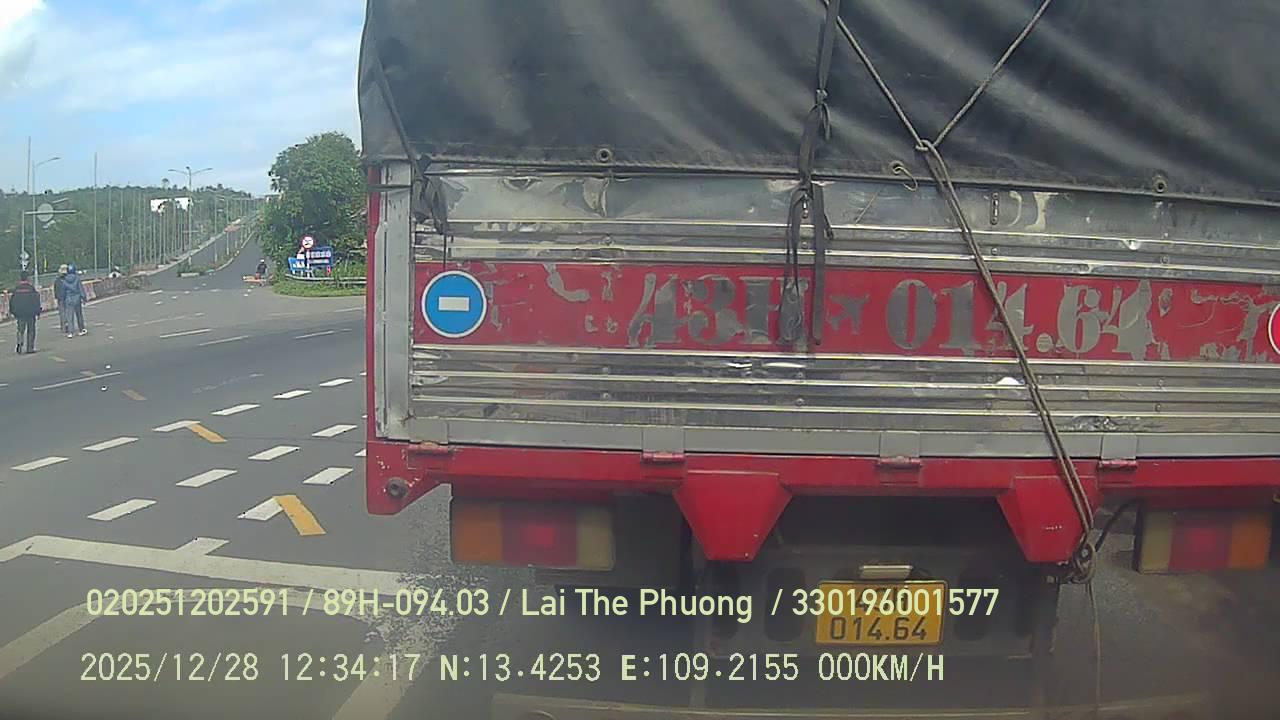 43H 014.64
43H
014.64
020251202591 / 89H-094.03 / Lai The Phuong / 330196001577
2025/12/28 12:34:17 N:13.4253 E:109.2155 000KM/H